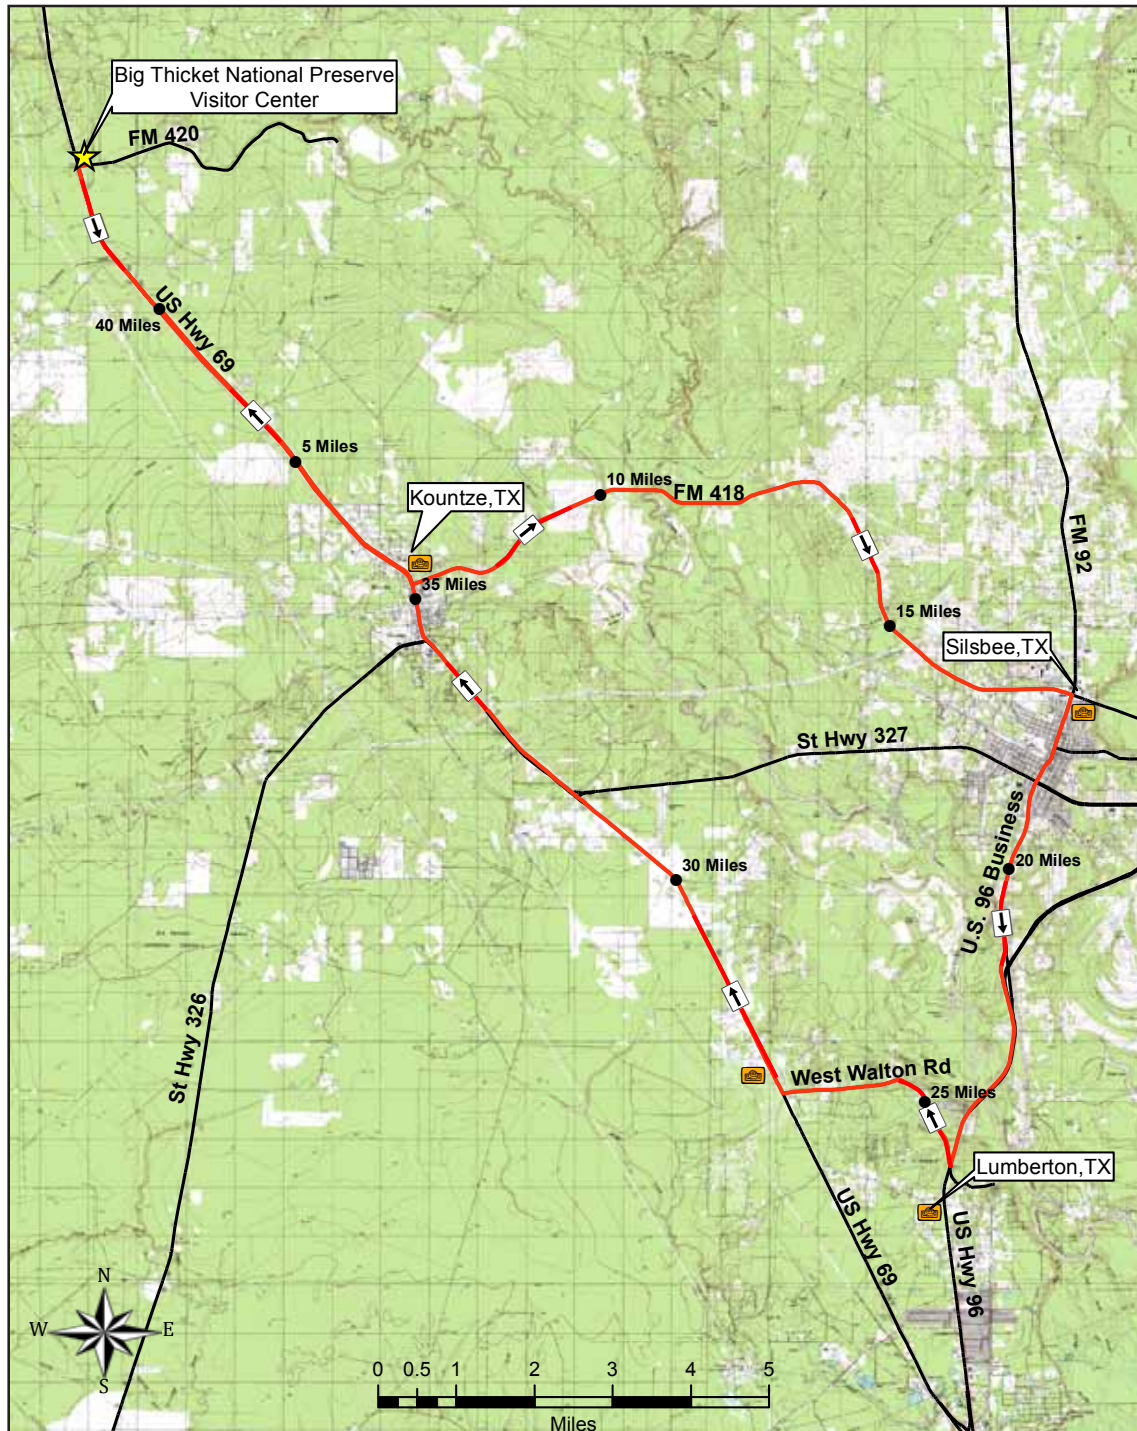 Big Thicket National Preserve
Visitor Center
FM 420
US Hwy 69
40 Miles
5 Miles
Kountze,TX
10 Miles
FM 418
FM 92
35 Miles
15 Miles
Silsbee,TX
St Hwy 327
U.S. 96 Business
20 Miles
30 Miles
St Hwy 326
West Walton Rd
25 Miles
Lumberton,TX
US Hwy 69
US Hwy 96
N
W
E
S
0 0.5 1 2 3 4 5
Miles